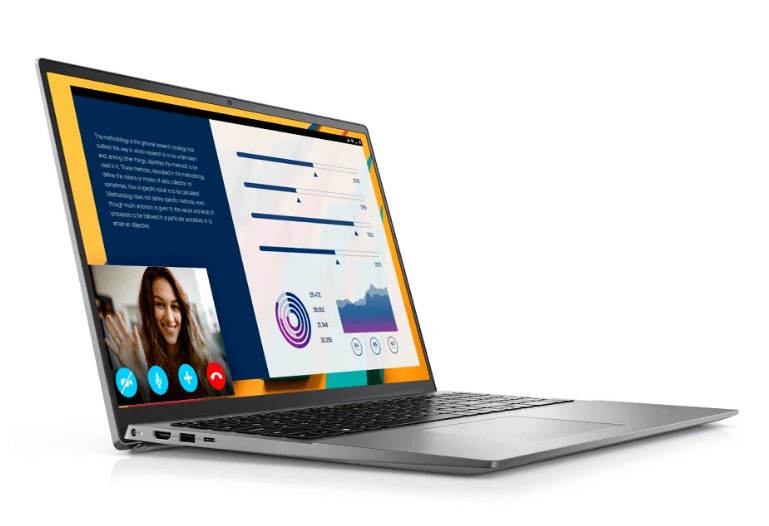 The methodology is the general research strategy that
outlines the way in which research is to be undertaken
and, among other things, identifies the methods to be
used in it. These methods, described in the methodology,
define the means or modes of data collection or,
sometimes, how a specific result is to be calculated.
Methodology does not define specific methods, even
though much attention is given to the nature and kinds of
processes to be followed in a particular procedure or to
attain an objective.